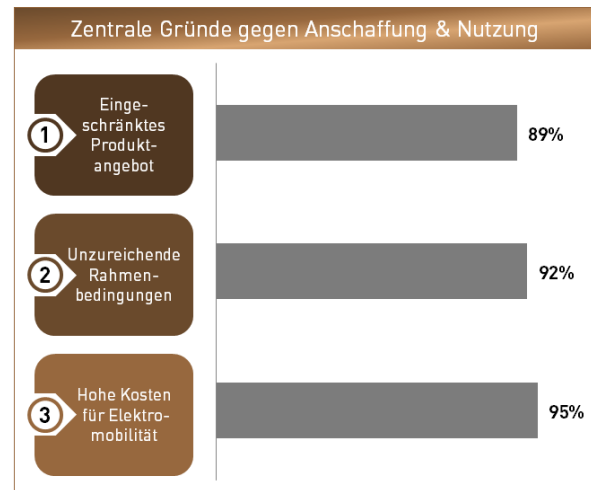 Zentrale Gründe gegen Anschaffung & Nutzung
1
Einge-
schränktes
Produkt-
angebot
89%
2
Unzureichende
Rahmen-
bedingungen
92%
3
Hohe Kosten
für Elektro-
mobilität
95%